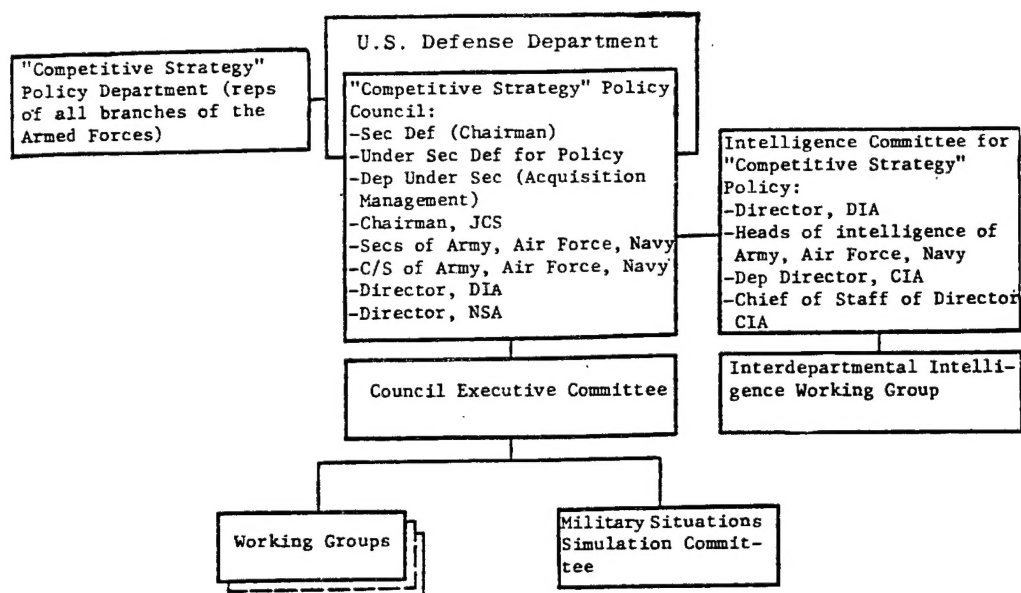 U.S. Defense Department
"Competitive Strategy"
Policy Department (reps
of all branches of the
Armed Forces)
"Competitive Strategy" Policy
Council:
-Sec Def (Chairman)
-Under Sec Def for Policy
-Dep Under Sec (Acquisition
Management)
-Chairman, JCS
-Secs of Army, Air Force, Navy
-C/S of Army, Air Force, Navy
-Director, DIA
-Director, NSA
Intelligence Committee for
"Competitive Strategy"
Policy:
-Director, DIA
-Heads of intelligence of
Army, Air Force, Navy
-Dep Director, CIA
-Chief of Staff of Director
CIA
Council Executive Committee
Interdepartmental Intelli-
gence Working Group
Working Groups
Military Situations
Simulation Commit-
tee